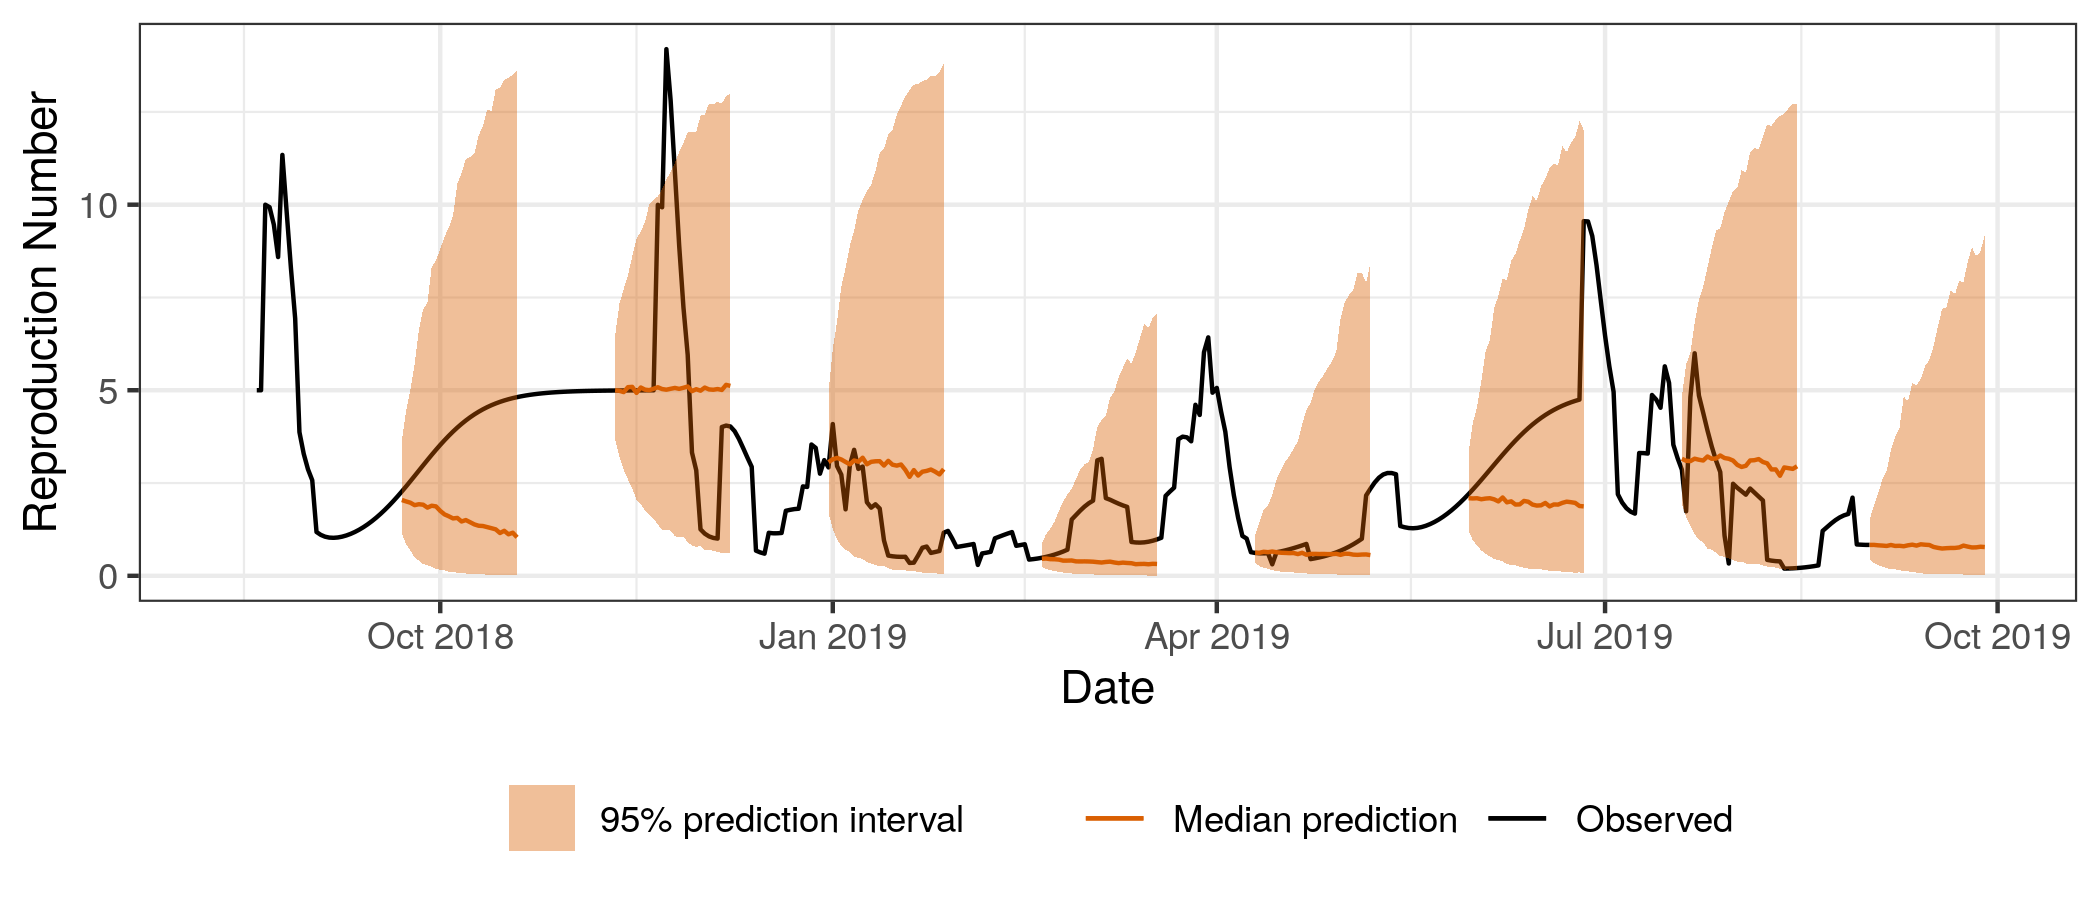 Reproduction Number
10
5
0
Oct 2018
Jan 2019
Apr 2019
Jul 2019
Oct 2019
Date
95% prediction interval
Median prediction
Observed